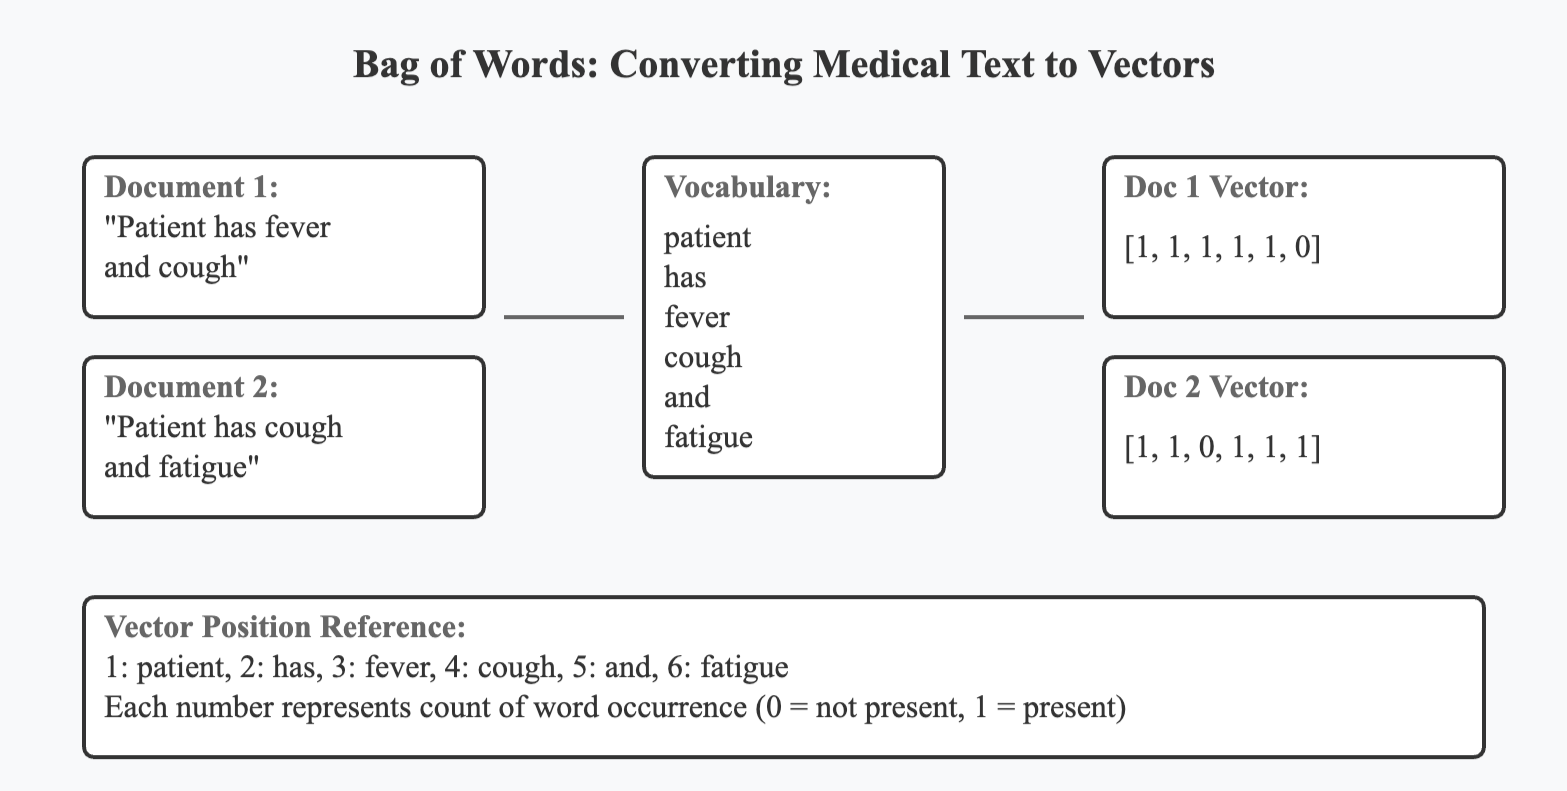 Bag of Words: Converting Medical Text to Vectors
Document 1:
"Patient has fever
and cough"
Document 2:
"Patient has cough
and fatigue"
Vocabulary:
patient
has
fever
cough
and
fatigue
Doc 1 Vector:
[1, 1, 1, 1, 1, 0]
Doc 2 Vector:
[1, 1, 0, 1, 1, 1]
Vector Position Reference:
1: patient, 2: has, 3: fever, 4: cough, 5: and, 6: fatigue
Each number represents count of word occurrence (0 = not present, 1 = present)